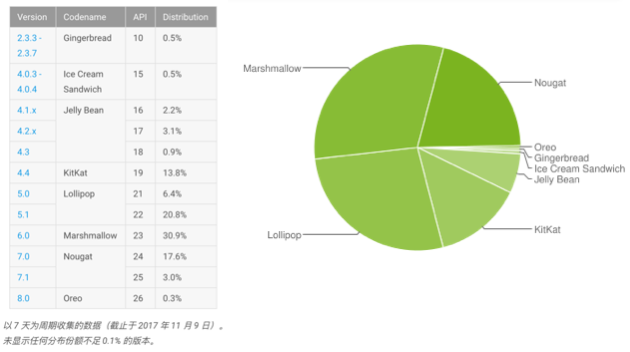 Version Codename API Distribution
2.3.3 - Gingerbread 10 0.5%
2.3.7
4.0.3 - Ice Cream 15 0.5%
4.0.4 Sandwich
4.1.x Jelly Bean 16 2.2%
4.2.x 17 3.1%
4.3 18 0.9%
4.4 KitKat 19 13.8%
5.0 Lollipop 21 6.4%
5.1 22 20.8%
6.0 Marshmallow 23 30.9%
7.0 Nougat 24 17.6%
7.1 25 3.0%
8.0 Oreo 26 0.3%
Marshmallow
Nougat
Oreo
Gingerbread
Ice Cream Sandwich
Jelly Bean
KitKat
Lollipop
以 7 天为周期收集的数据（截止于 2017 年 11 月 9 日）。
未显示任何分布份额不足 0.1% 的版本。